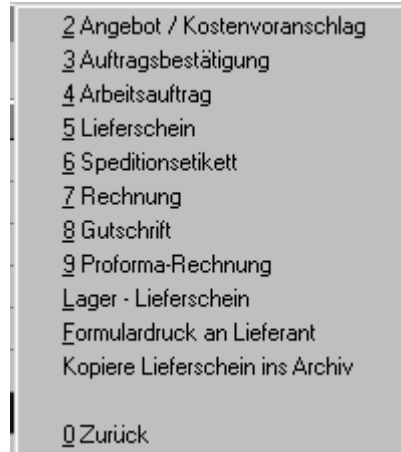 2 Angebot / Kostenvoranschlag
3 Auftragsbestätigung
4 Arbeitsauftrag
5 Lieferschein
6 Speditionsetikett
7 Rechnung
8 Gutschrift
9 Proforma-Rechnung
Lager - Lieferschein
Formulardruck an Lieferant
Kopiere Lieferschein ins Archiv
0 Zurück